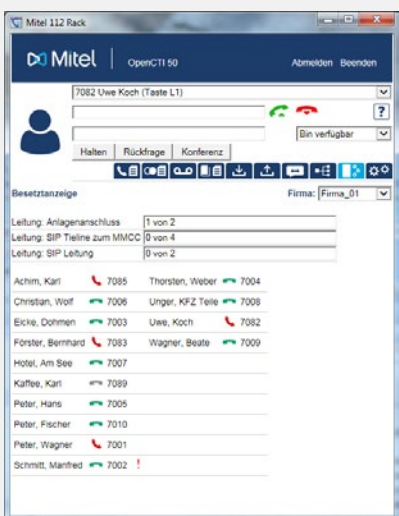 Mitel 112 Rack
Mitel | OpenCTI 50 Abmelden Beenden
7082 Uwe Koch (Taste L1)
?
Bin verfügbar
Halten Rückfrage Konferenz
Besetztanzeige Firma: Firma_01
Leitung: Anlagenanschluss 1 von 2
Leitung: SIP Tieline zum MMCC 0 von 4
Leitung: SIP Leitung 0 von 2
Achim, Karl 7085 Thorsten, Weber 7004
Christian, Wolf 7006 Unger, KFZ Teile 7008
Eicke, Dohmen 7003 Uwe, Koch 7082
Förster, Bernhard 7083 Wagner, Beate 7009
Hotel, Am See 7007
Kaffee, Karl 7089
Peter, Hans 7005
Peter, Fischer 7010
Peter, Wagner 7001
Schmitt, Manfred 7002 !